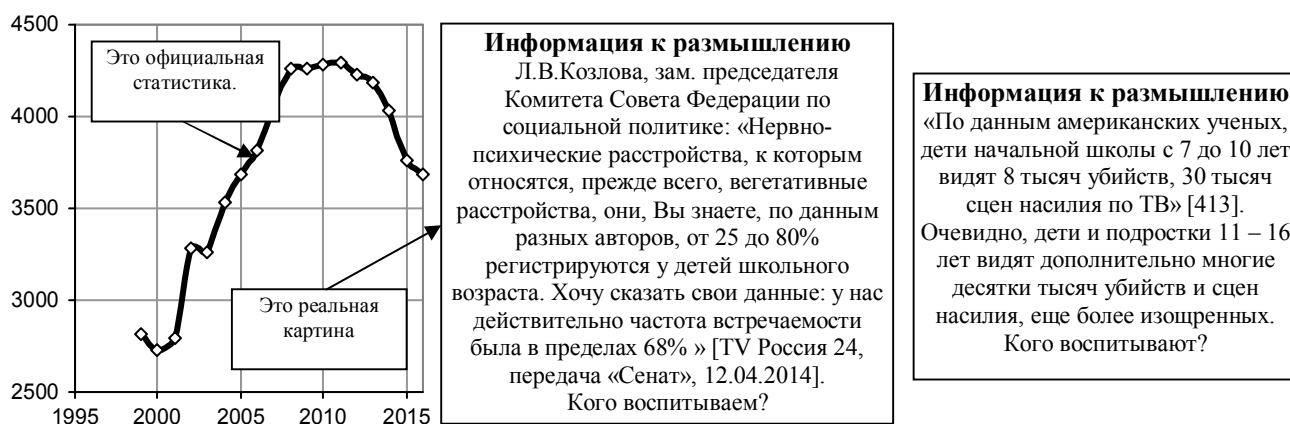 4500
4000
3500
3000
2500
1995
2000
2005
2010
2015
Это официальная
статистика.
Это реальная
картина
Информация к размышлению
Л.В.Козлова, зам. председателя
Комитета Совета Федерации по
социальной политике: «Нервно-
психические расстройства, к которым
относятся, прежде всего, вегетативные
расстройства, они, Вы знаете, по данным
разных авторов, от 25 до 80%
регистрируются у детей школьного
возраста. Хочу сказать свои данные: у нас
действительно частота встречаемости
была в пределах 68% » [TV Россия 24,
передача «Сенат», 12.04.2014].
Кого воспитываем?
Информация к размышлению
«По данным американских ученых,
дети начальной школы с 7 до 10 лет
видят 8 тысяч убийств, 30 тысяч
сцен насилия по ТВ» [413].
Очевидно, дети и подростки 11 – 16
лет видят дополнительно многие
десятки тысяч убийств и сцен
насилия, еще более изощренных.
Кого воспитывают?